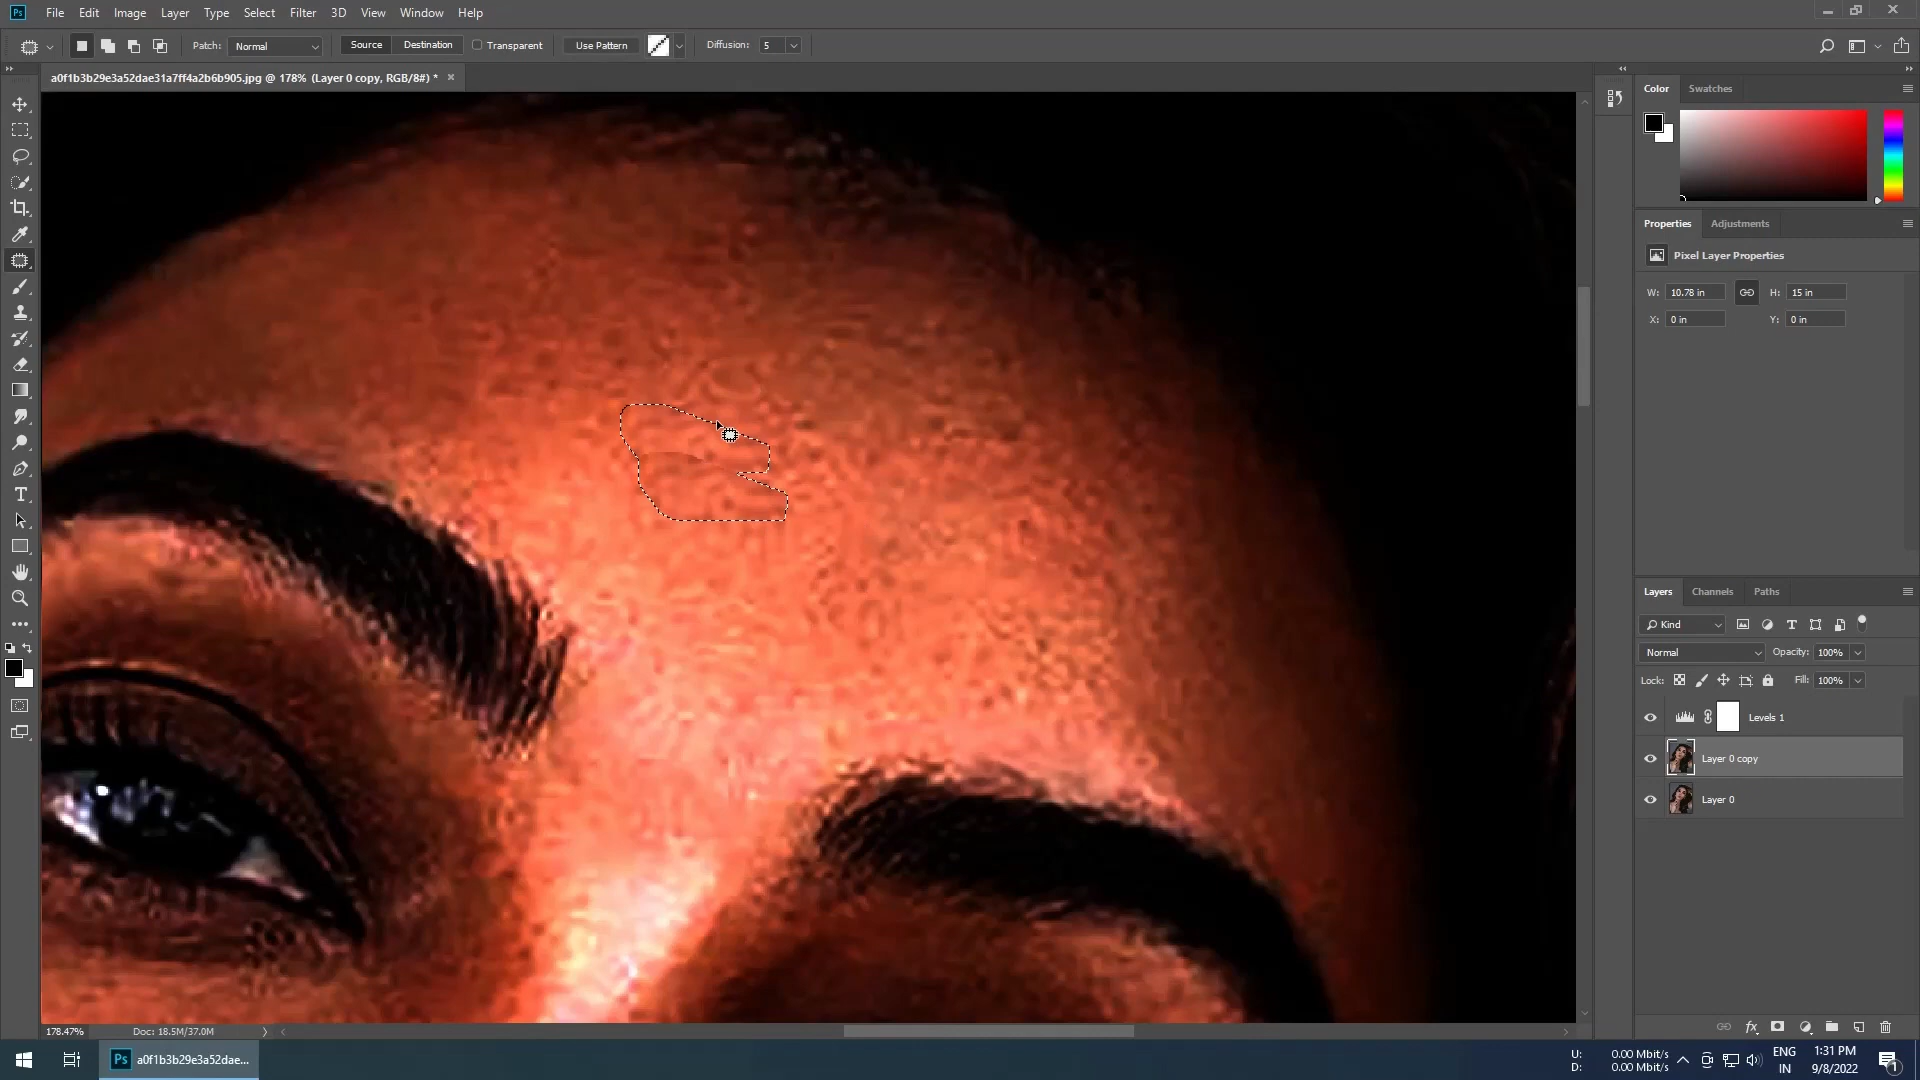 Ps File Edit Image Layer Type Select Filter 3D View Window Help
Patch: Normal Source Destination Transparent Use Pattern Diffusion: 5
a0f1b3b29e3a52dae31a7ff4a2b6b905.jpg @ 178% (Layer 0 copy, RGB/8#) *
Color Swatches
Properties Adjustments
Pixel Layer Properties
W: 10.78 in H: 15 in
X: 0 in Y: 0 in
Layers Channels Paths
Kind
Normal Opacity: 100%
Lock: Fill: 100%
Levels 1
Layer 0 copy
Layer 0
fx
178.47% Doc: 18.5M/37.0M
Ps a0f1b3b29e3a52dae...
U: 0.00 Mbit/s
D: 0.00 Mbit/s
ENG
IN
1:31 PM
9/8/2022
1